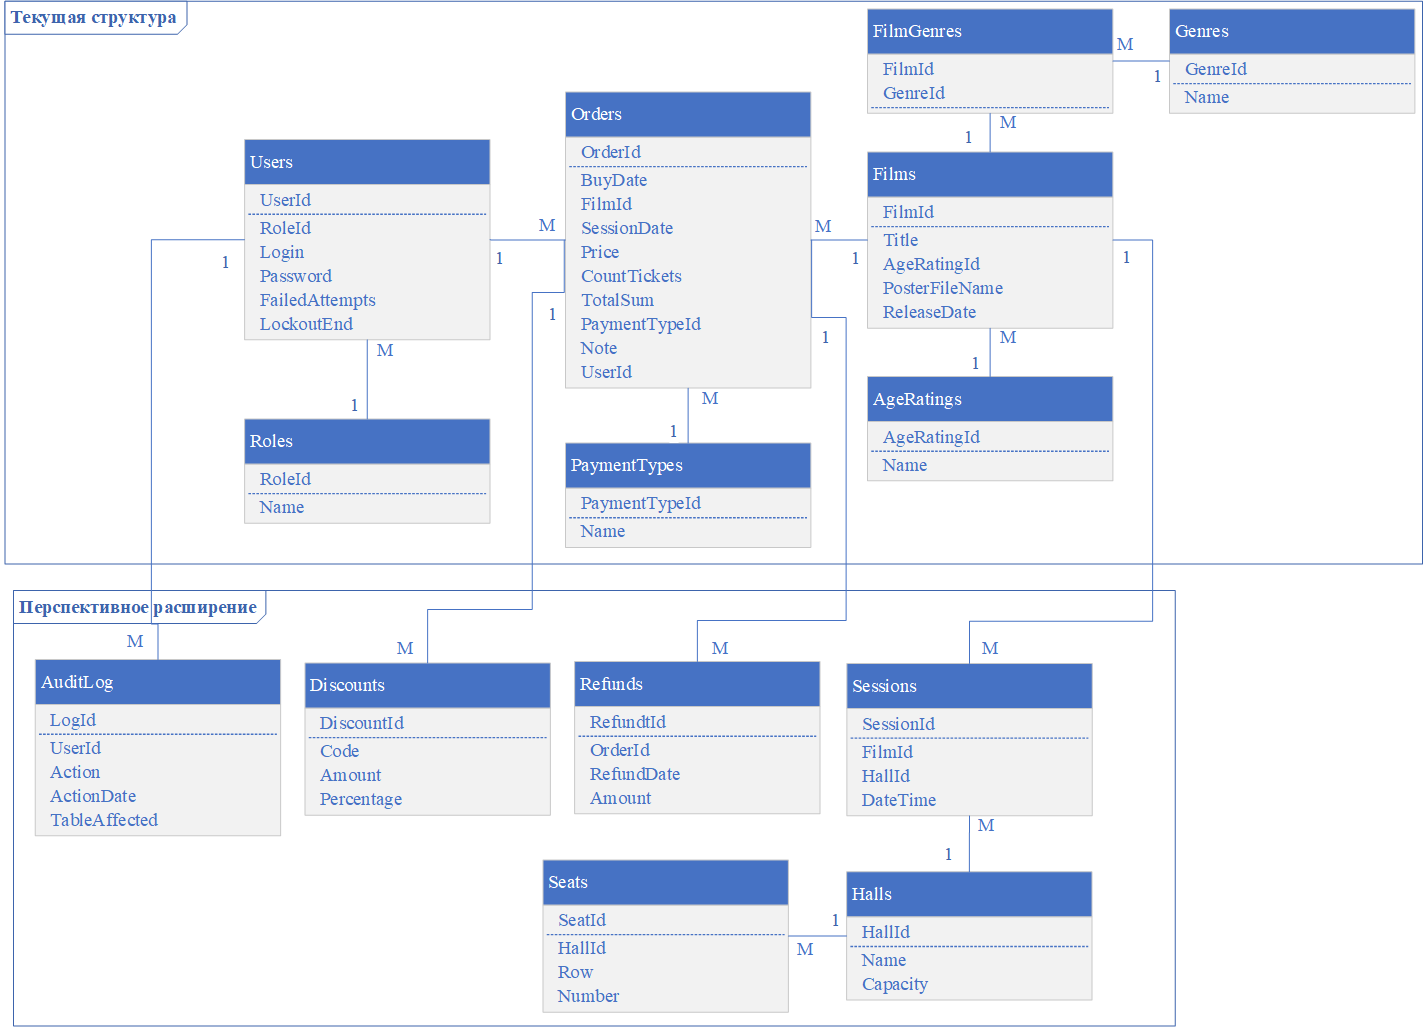 Текущая структура
FilmGenres
FilmId
GenreId
M
1
Genres
GenreId
Name
M
1
Orders
OrderId
BuyDate
FilmId
SessionDate
Price
CountTickets
TotalSum
PaymentTypeId
Note
UserId
Users
UserId
RoleId
Login
Password
FailedAttempts
LockoutEnd
Films
FilmId
Title
AgeRatingId
PosterFileName
ReleaseDate
1
M
1
M
1
1
1
1
M
1
M
1
M
1
Roles
RoleId
Name
PaymentTypes
PaymentTypeId
Name
AgeRatings
AgeRatingId
Name
Перспективное расширение
M
M
M
M
AuditLog
LogId
UserId
Action
ActionDate
TableAffected
Discounts
DiscountId
Code
Amount
Percentage
Refunds
RefundtId
OrderId
RefundDate
Amount
Sessions
SessionId
FilmId
HallId
DateTime
M
1
Seats
SeatId
HallId
Row
Number
1
M
Halls
HallId
Name
Capacity